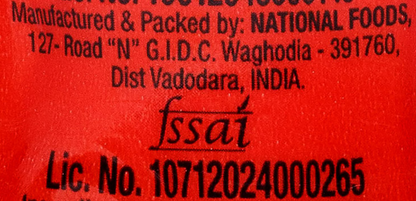 Manufactured & Packed by: NATIONAL FOODS,
127- Road "N" G.I.D.C. Waghodia - 391760,
Dist Vadodara, INDIA.
fssai
Lic. No. 10712024000265